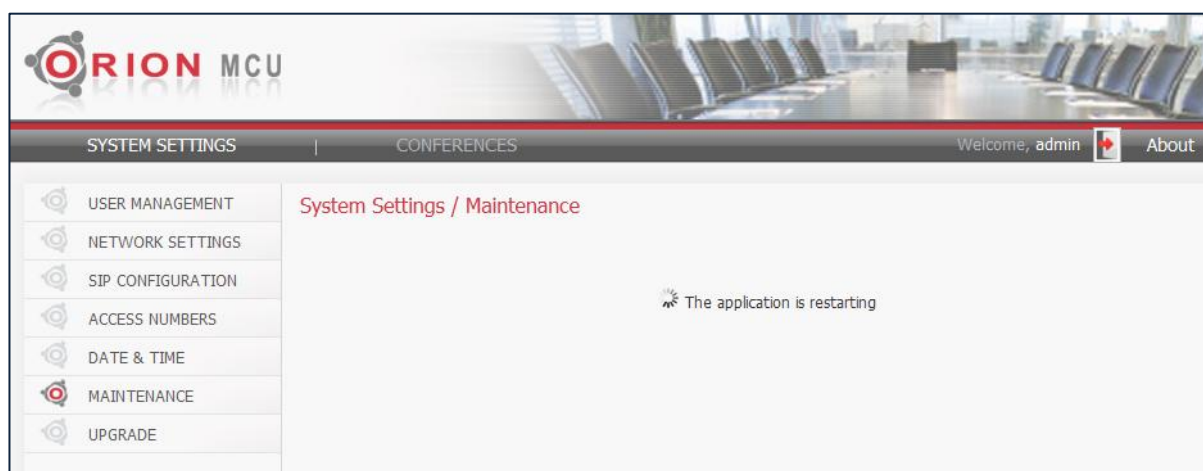 ORION MCU
SYSTEM SETTINGS | CONFERENCES Welcome, admin About
USER MANAGEMENT
System Settings / Maintenance
NETWORK SETTINGS
SIP CONFIGURATION
The application is restarting
ACCESS NUMBERS
DATE & TIME
MAINTENANCE
UPGRADE